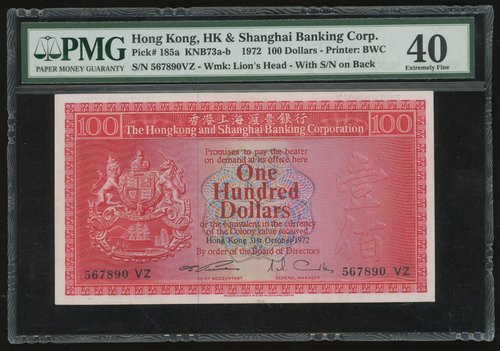 PMG
PAPER MONEY GUARANTY
Hong Kong, HK & Shanghai Banking Corp.
Pick# 185a KNB73a-b 1972 100 Dollars - Printer: BWC
S/N 567890VZ - Wmk: Lion's Head - With S/N on Back
40
Extremely Fine
100
香港上海滙豐銀行
100
The Hongkong and Shanghai Banking Corporation
Promises to pay the bearer
on demand at its office here
One
Hundred
Dollars
or the equivalent in the currency
of the Colony value received
Hong Kong 31st October 1972
By order of the Board of Directors
壹
百
圓
567890 VZ
CHIEF ACCOUNTANT
GENERAL MANAGER
567890 VZ